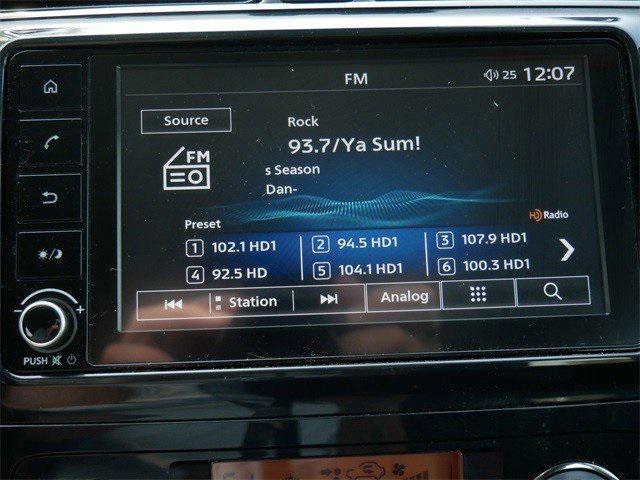 FM
25 12:07
Source
Rock
93.7/Ya Sum!
FM
s Season
Dan-
HD Radio
Preset
1 102.1 HD1
2 94.5 HD1
3 107.9 HD1
4 92.5 HD
5 104.1 HD1
6 100.3 HD1
Station
Analog
- +
PUSH